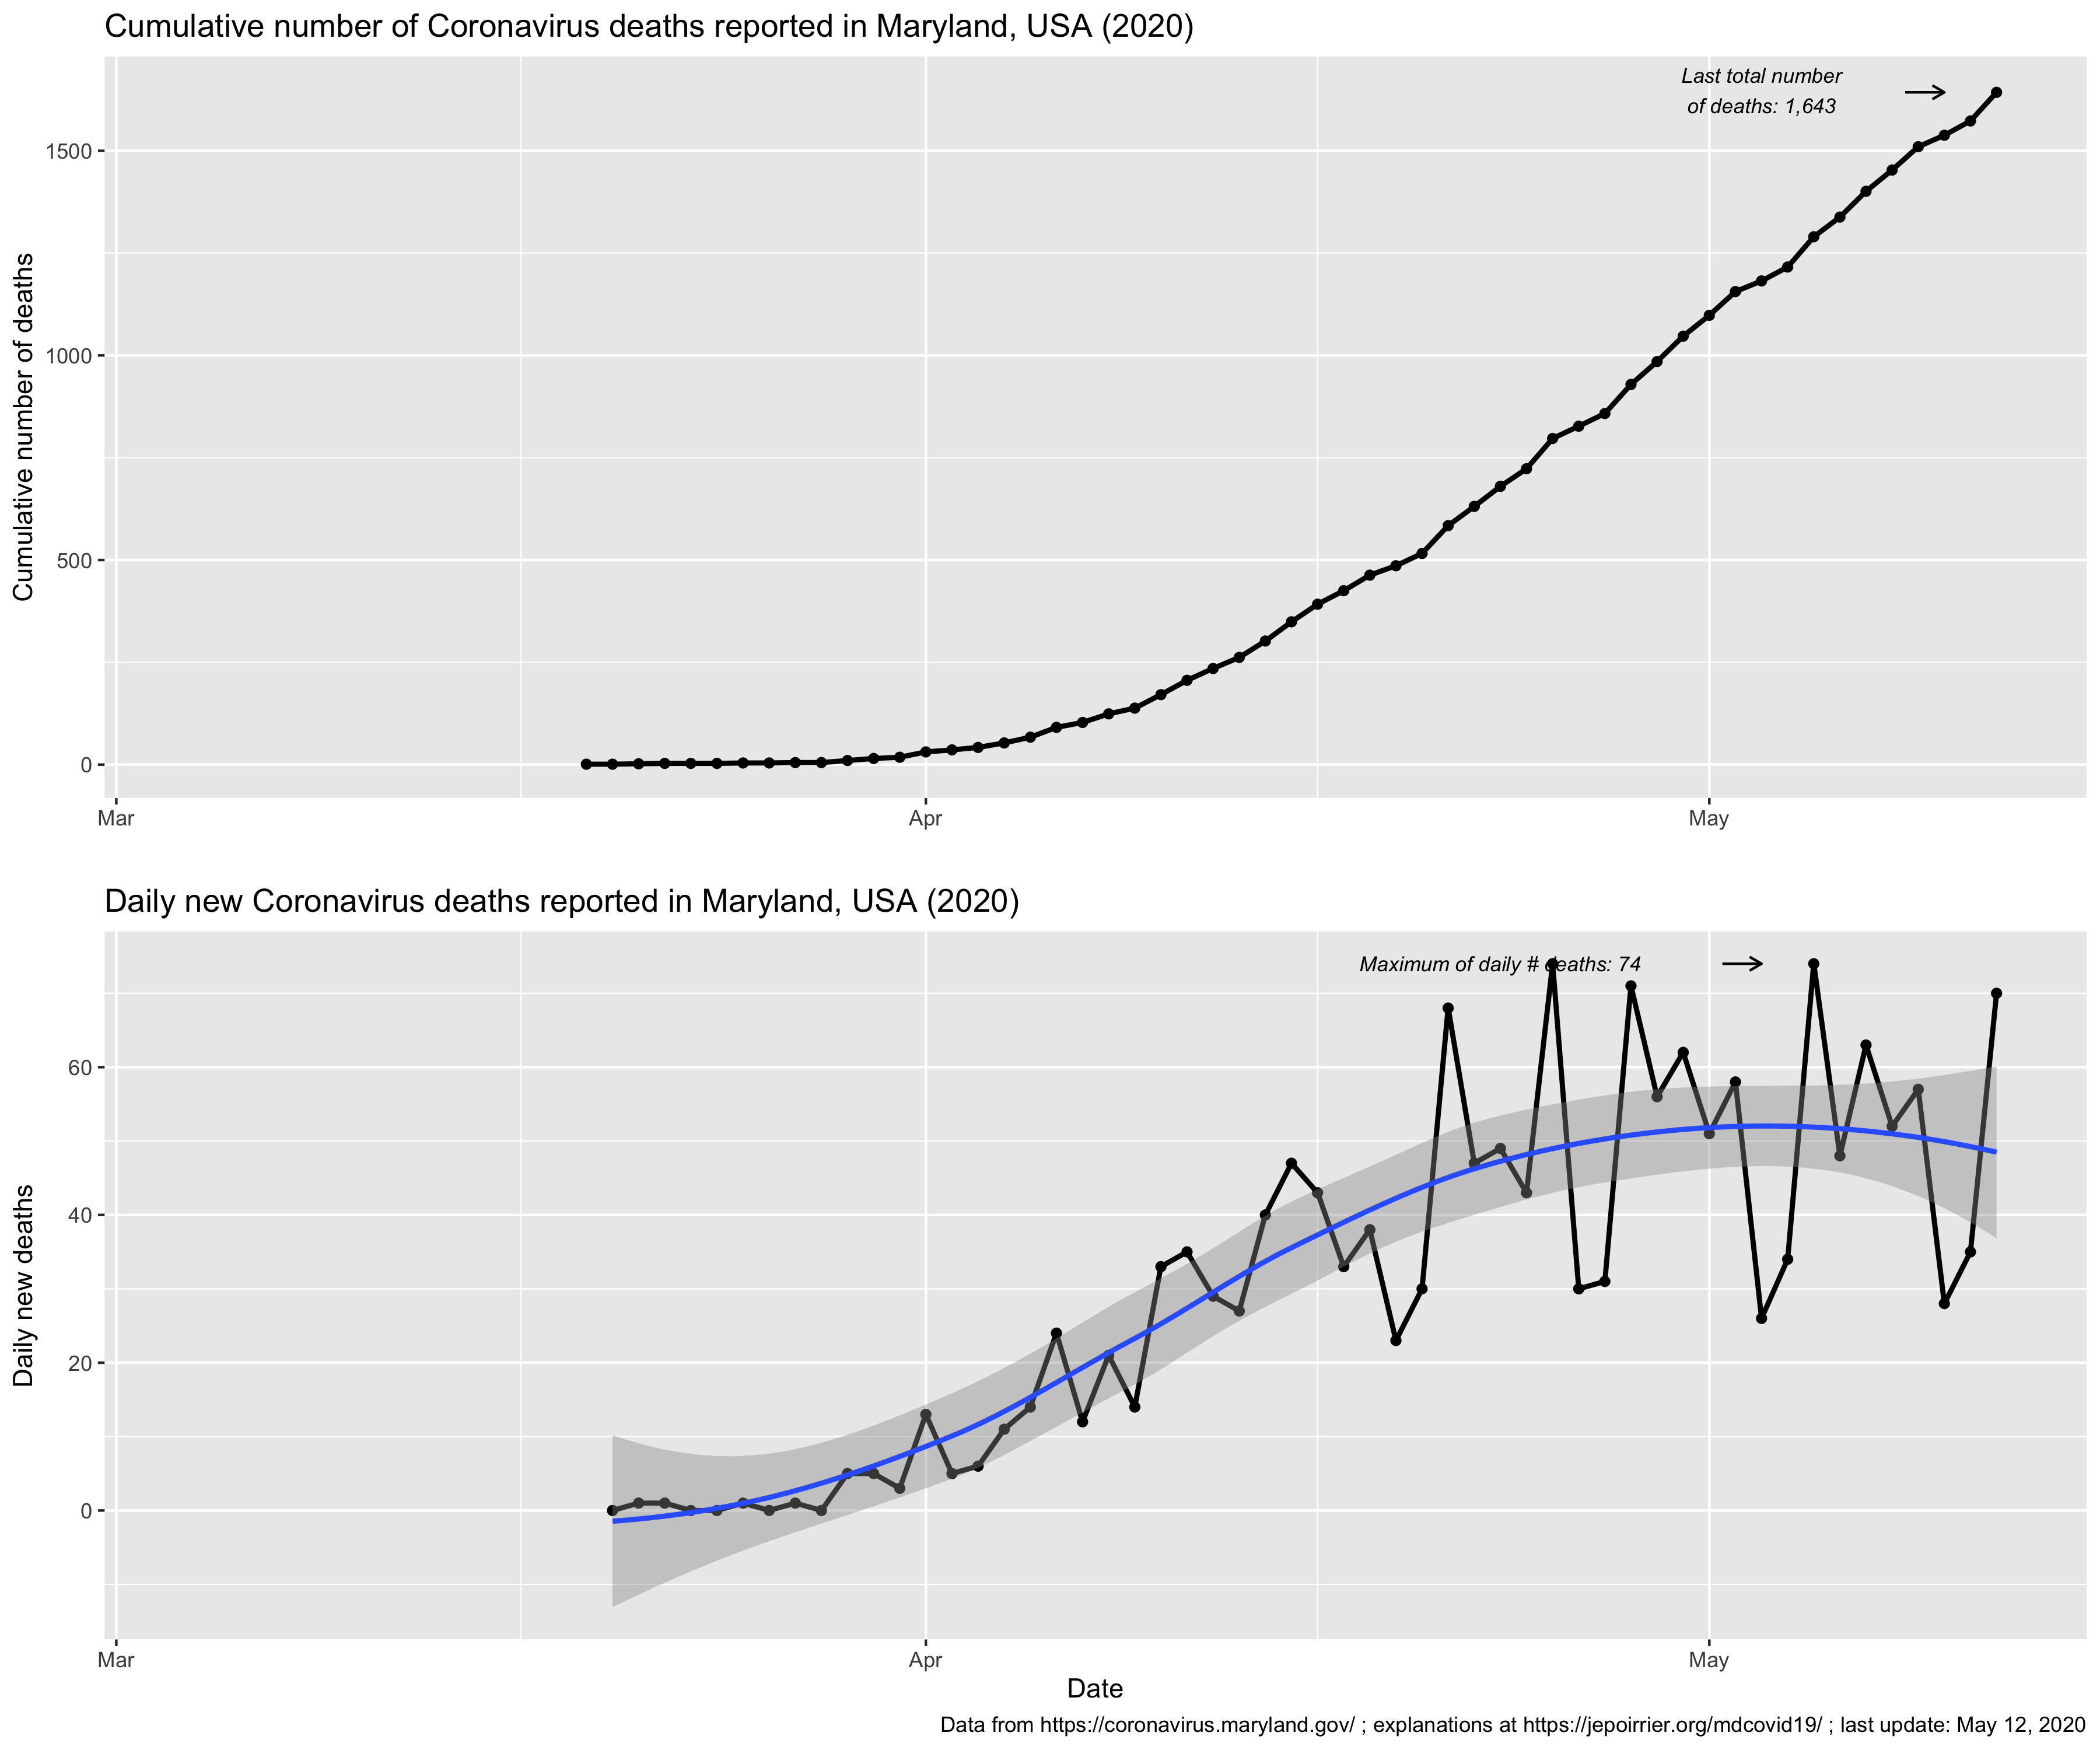 Cumulative number of Coronavirus deaths reported in Maryland, USA (2020)
Last total number
of deaths: 1,643
Cumulative number of deaths
1500
1000
500
0
Mar Apr May
Daily new Coronavirus deaths reported in Maryland, USA (2020)
Maximum of daily # deaths: 74
Daily new deaths
60
40
20
0
Mar Apr May
Date
Data from https://coronavirus.maryland.gov/ ; explanations at https://jepoirrier.org/mdcovid19/ ; last update: May 12, 2020